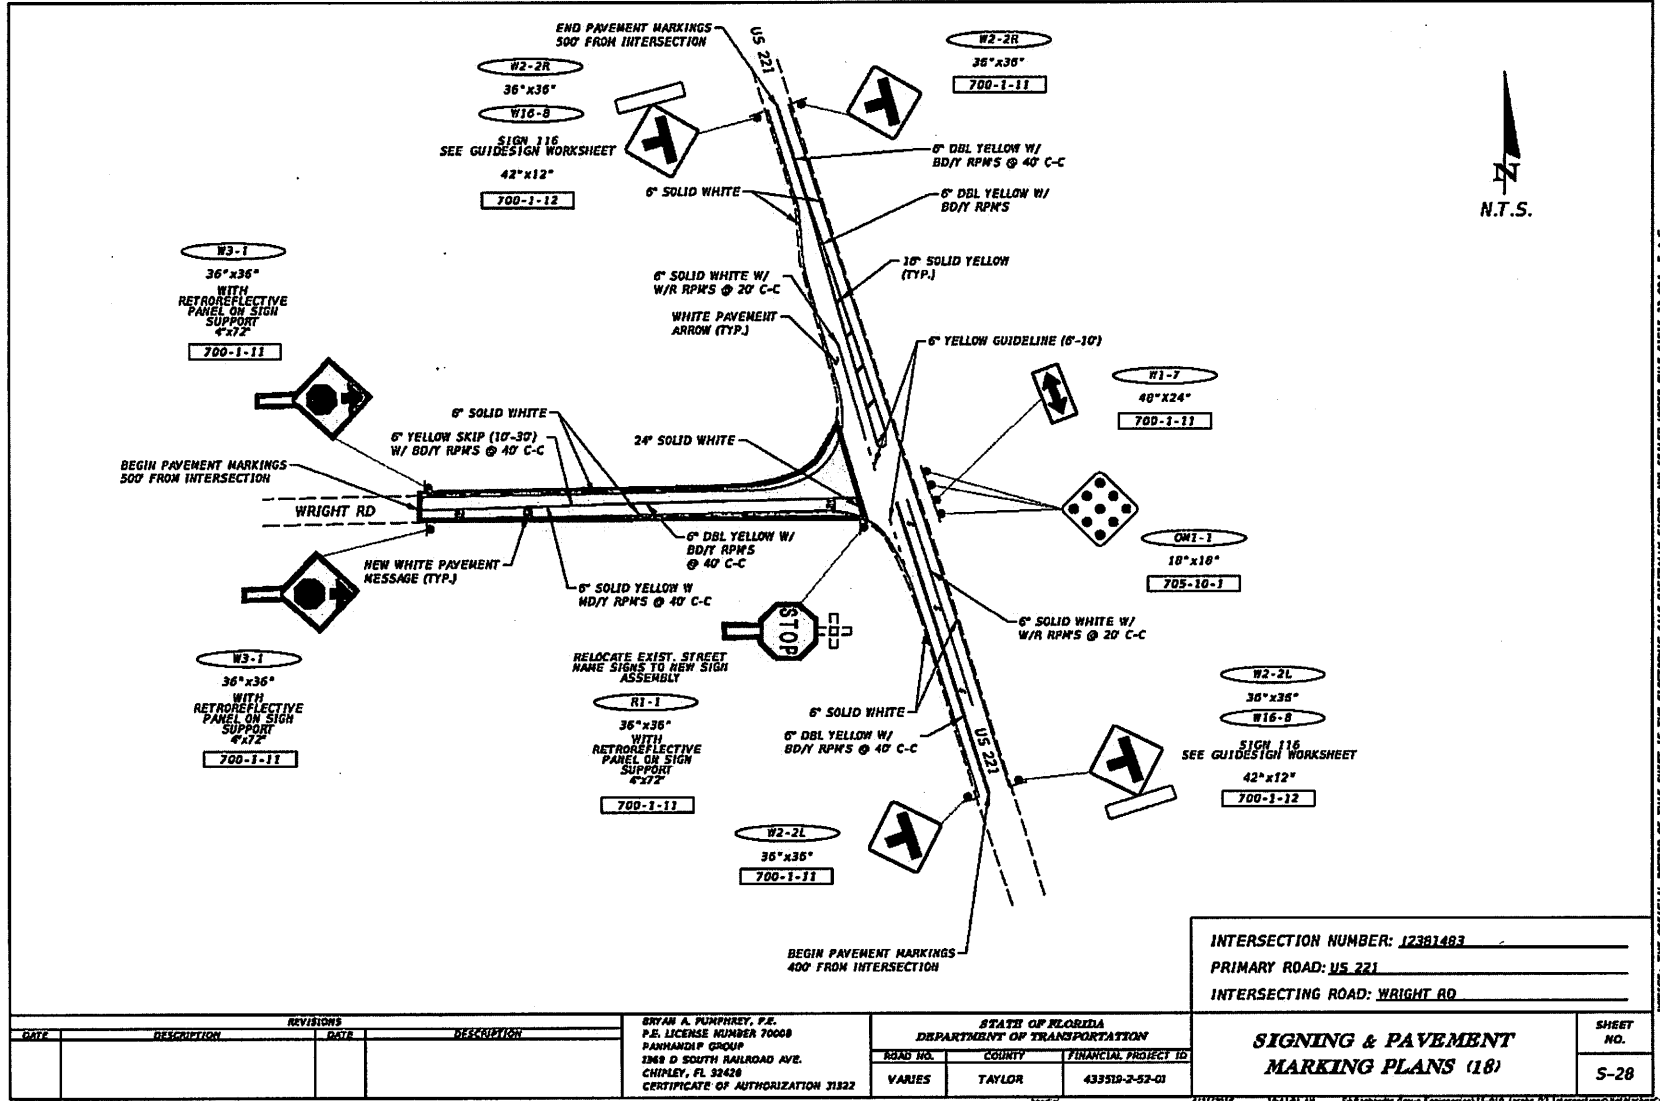 END PAVEMENT MARKINGS
500' FROM INTERSECTION
US 221
W2-2R
36"x36"
W16-8
SIGN 116
SEE GUIDESIGN WORKSHEET
42"x12"
700-1-12
W2-2R
36"x36"
700-1-11
N
N.T.S.
6" DBL YELLOW W/
BD/Y RPM'S @ 40' C-C
6" SOLID WHITE
6" DBL YELLOW W/
BD/Y RPM'S
W3-1
36"x36"
WITH
RETROREFLECTIVE
PANEL ON SIGN
SUPPORT
4"x72"
700-1-11
6" SOLID WHITE W/
W/R RPM'S @ 20' C-C
18" SOLID YELLOW
(TYP.)
WHITE PAVEMENT
ARROW (TYP.)
6" YELLOW GUIDELINE (6'-10')
W1-7
48"X24"
700-1-11
6" SOLID WHITE
6" YELLOW SKIP (10'-30')
W/ BD/Y RPM'S @ 40' C-C
24" SOLID WHITE
BEGIN PAVEMENT MARKINGS
500' FROM INTERSECTION
WRIGHT RD
NEW WHITE PAVEMENT
MESSAGE (TYP.)
6" DBL YELLOW W/
BD/Y RPM'S
@ 40' C-C
6" SOLID YELLOW W
MD/Y RPM'S @ 40' C-C
OM1-1
18"x18"
705-10-1
6" SOLID WHITE W/
W/R RPM'S @ 20' C-C
STOP
RELOCATE EXIST. STREET
NAME SIGNS TO NEW SIGN
ASSEMBLY
R1-1
36"x36"
WITH
RETROREFLECTIVE
PANEL ON SIGN
SUPPORT
4"x72"
700-1-11
W3-1
36"x36"
WITH
RETROREFLECTIVE
PANEL ON SIGN
SUPPORT
4"x72"
700-1-11
6" SOLID WHITE
6" DBL YELLOW W/
BD/Y RPM'S @ 40' C-C
US 221
W2-2L
36"x36"
W16-8
SIGN 116
SEE GUIDESIGN WORKSHEET
42"x12"
700-1-12
W2-2L
36"x36"
700-1-11
BEGIN PAVEMENT MARKINGS
400' FROM INTERSECTION
INTERSECTION NUMBER: 12381483
PRIMARY ROAD: US 221
INTERSECTING ROAD: WRIGHT RD
REVISIONS
DATE DESCRIPTION DATE DESCRIPTION
BRYAN A. PUMPHREY, P.E.
P.E. LICENSE NUMBER 70008
PANHANDLE GROUP
1368 D SOUTH RAILROAD AVE.
CHIPLEY, FL 32428
CERTIFICATE OF AUTHORIZATION 31322
STATE OF FLORIDA
DEPARTMENT OF TRANSPORTATION
ROAD NO. COUNTY FINANCIAL PROJECT ID
VARIES TAYLOR 433519-2-52-01
SIGNING & PAVEMENT
MARKING PLANS (18)
SHEET
NO.
S-28